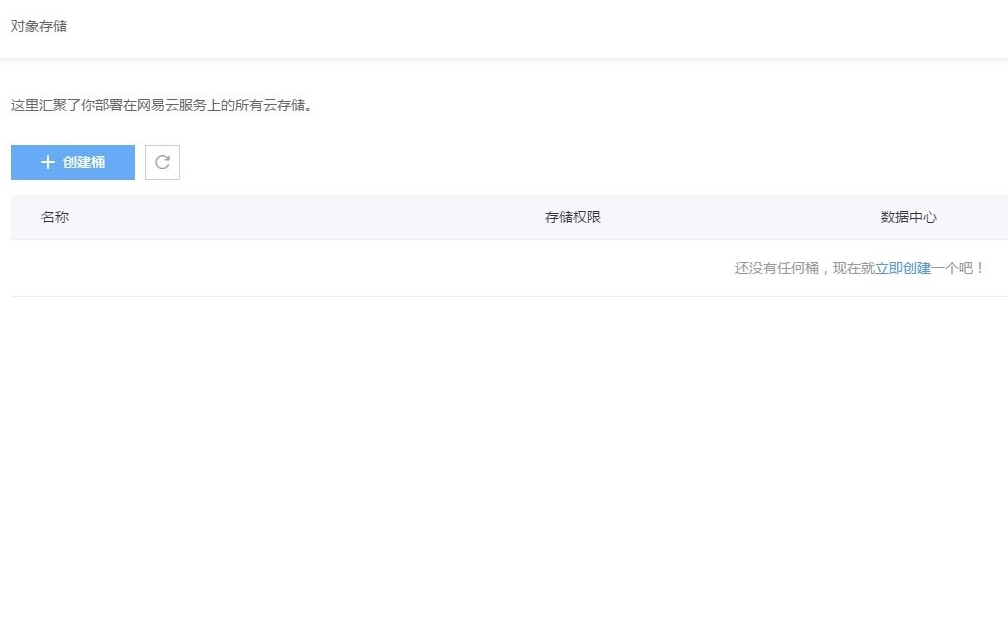 对象存储
这里汇聚了你部署在网易云服务上的所有云存储。
创建桶
名称 存储权限 数据中心
还没有任何桶，现在就立即创建一个吧！